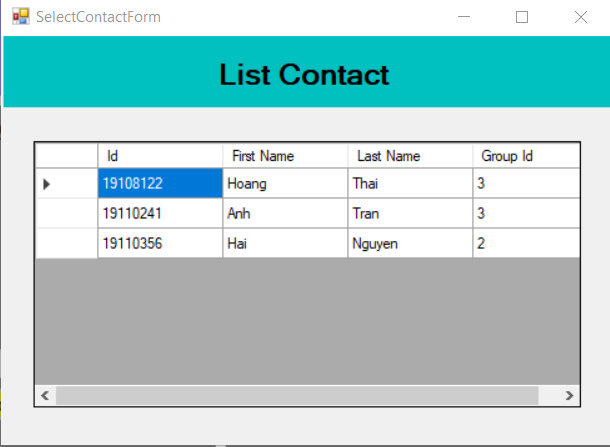 SelectContactForm
List Contact
Id First Name Last Name Group Id
19108122 Hoang Thai 3
19110241 Anh Tran 3
19110356 Hai Nguyen 2